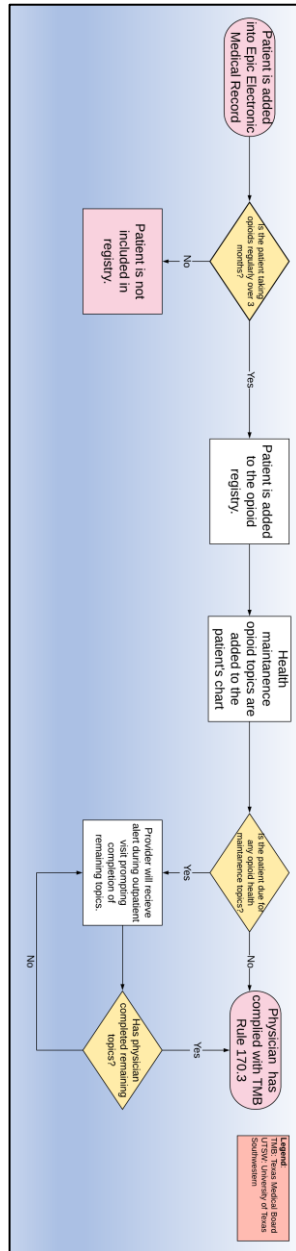 Patient is added
into Epic Electronic
Medical Record
Is the patient taking
opioids regularly over 3
months?
No
Patient is not
included in
registry.
Yes
Patient is added
to the opioid
registry.
Health
maintanence
opioid topics are
added to the
patient's chart
Is the patient due for
any opioid health
maintanence topics?
Yes
No
Provider will recieve
alert during outpatient
visit prompting
completion of
remaining topics.
Has physician
completed remaining
topics?
No
Yes
Physician has
complied with TMB
Rule 170.3
Legend:
TMB: Texas Medical Board
UTSW: University of Texas
Southwestern